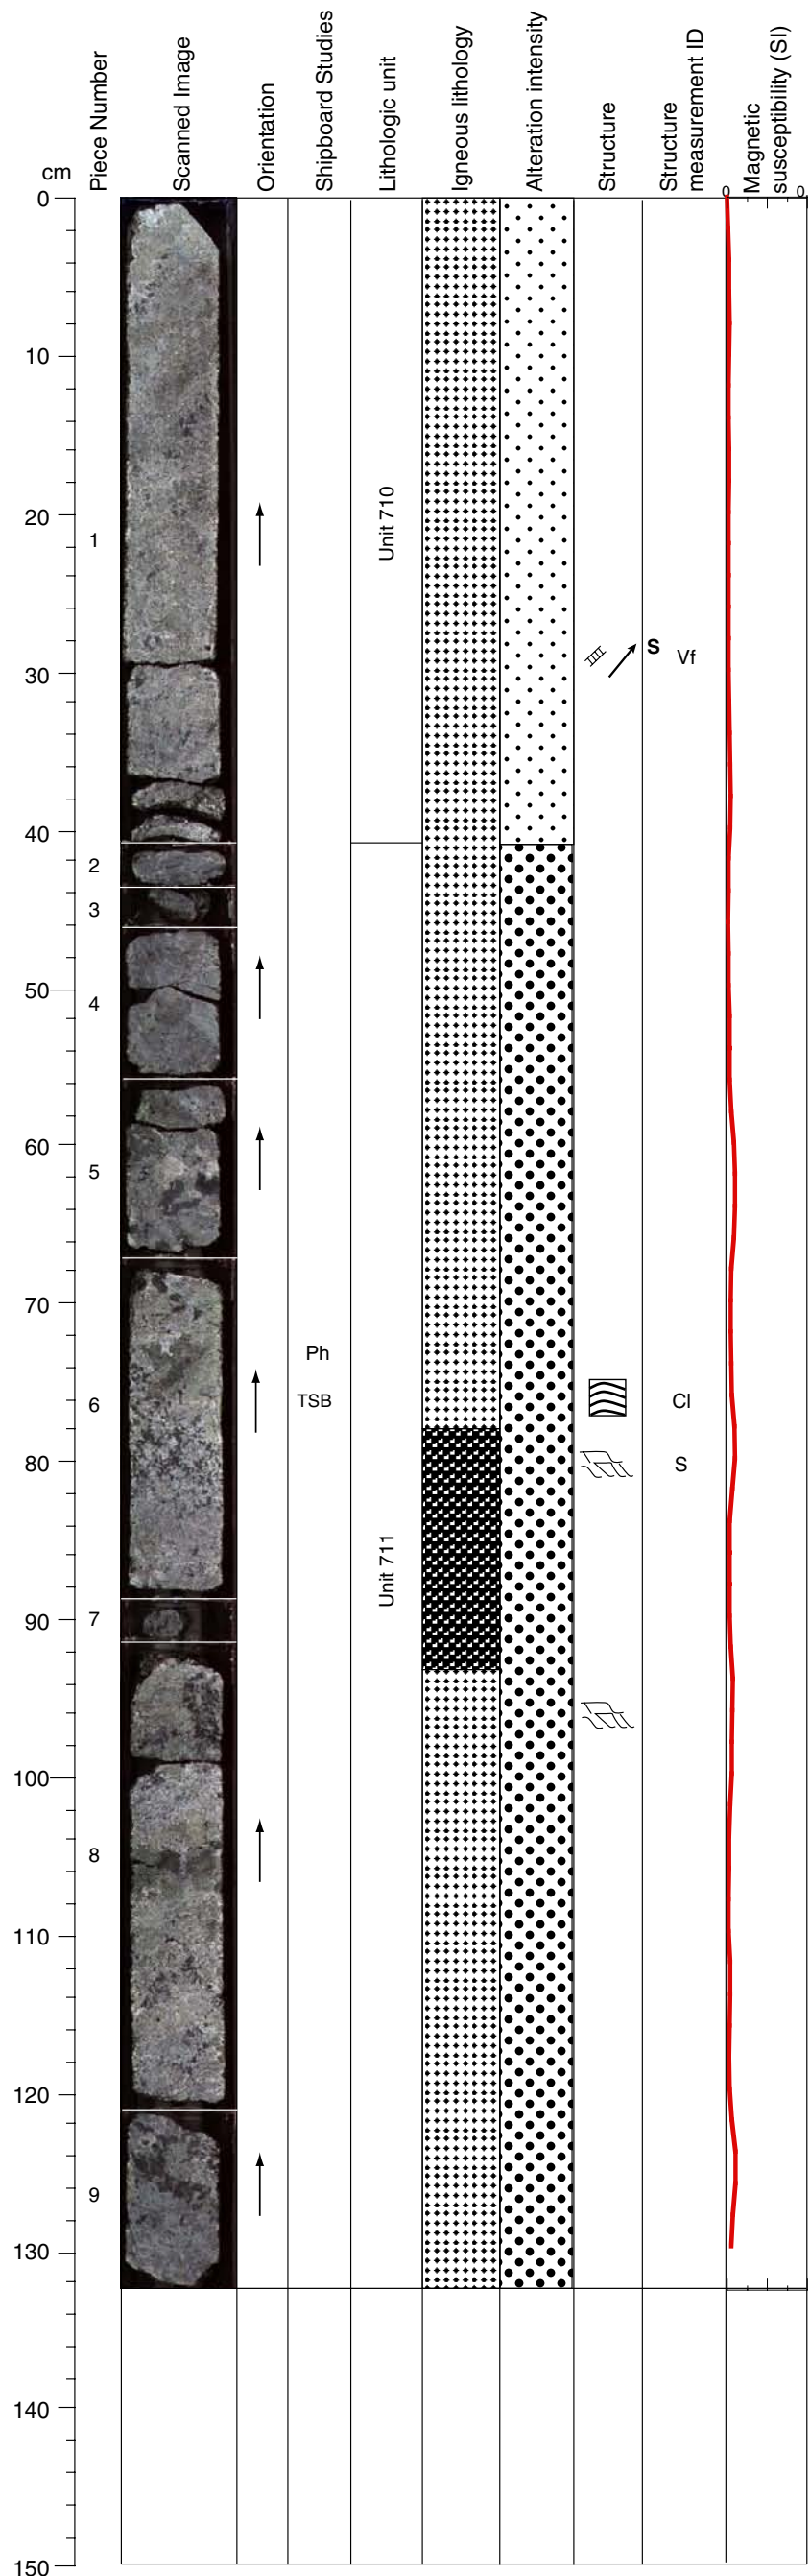 cm
Piece Number
Scanned Image
Orientation
Shipboard Studies
Lithologic unit
Igneous lithology
Alteration intensity
Structure
Structure
measurement ID
Magnetic
susceptibility (SI)
0
0
0
10
20
1
Unit 710
S
Vf
30
40
2
3
50
4
60
5
70
Ph
6
TSB
Cl
80
S
Unit 711
90
7
100
8
110
120
9
130
140
150